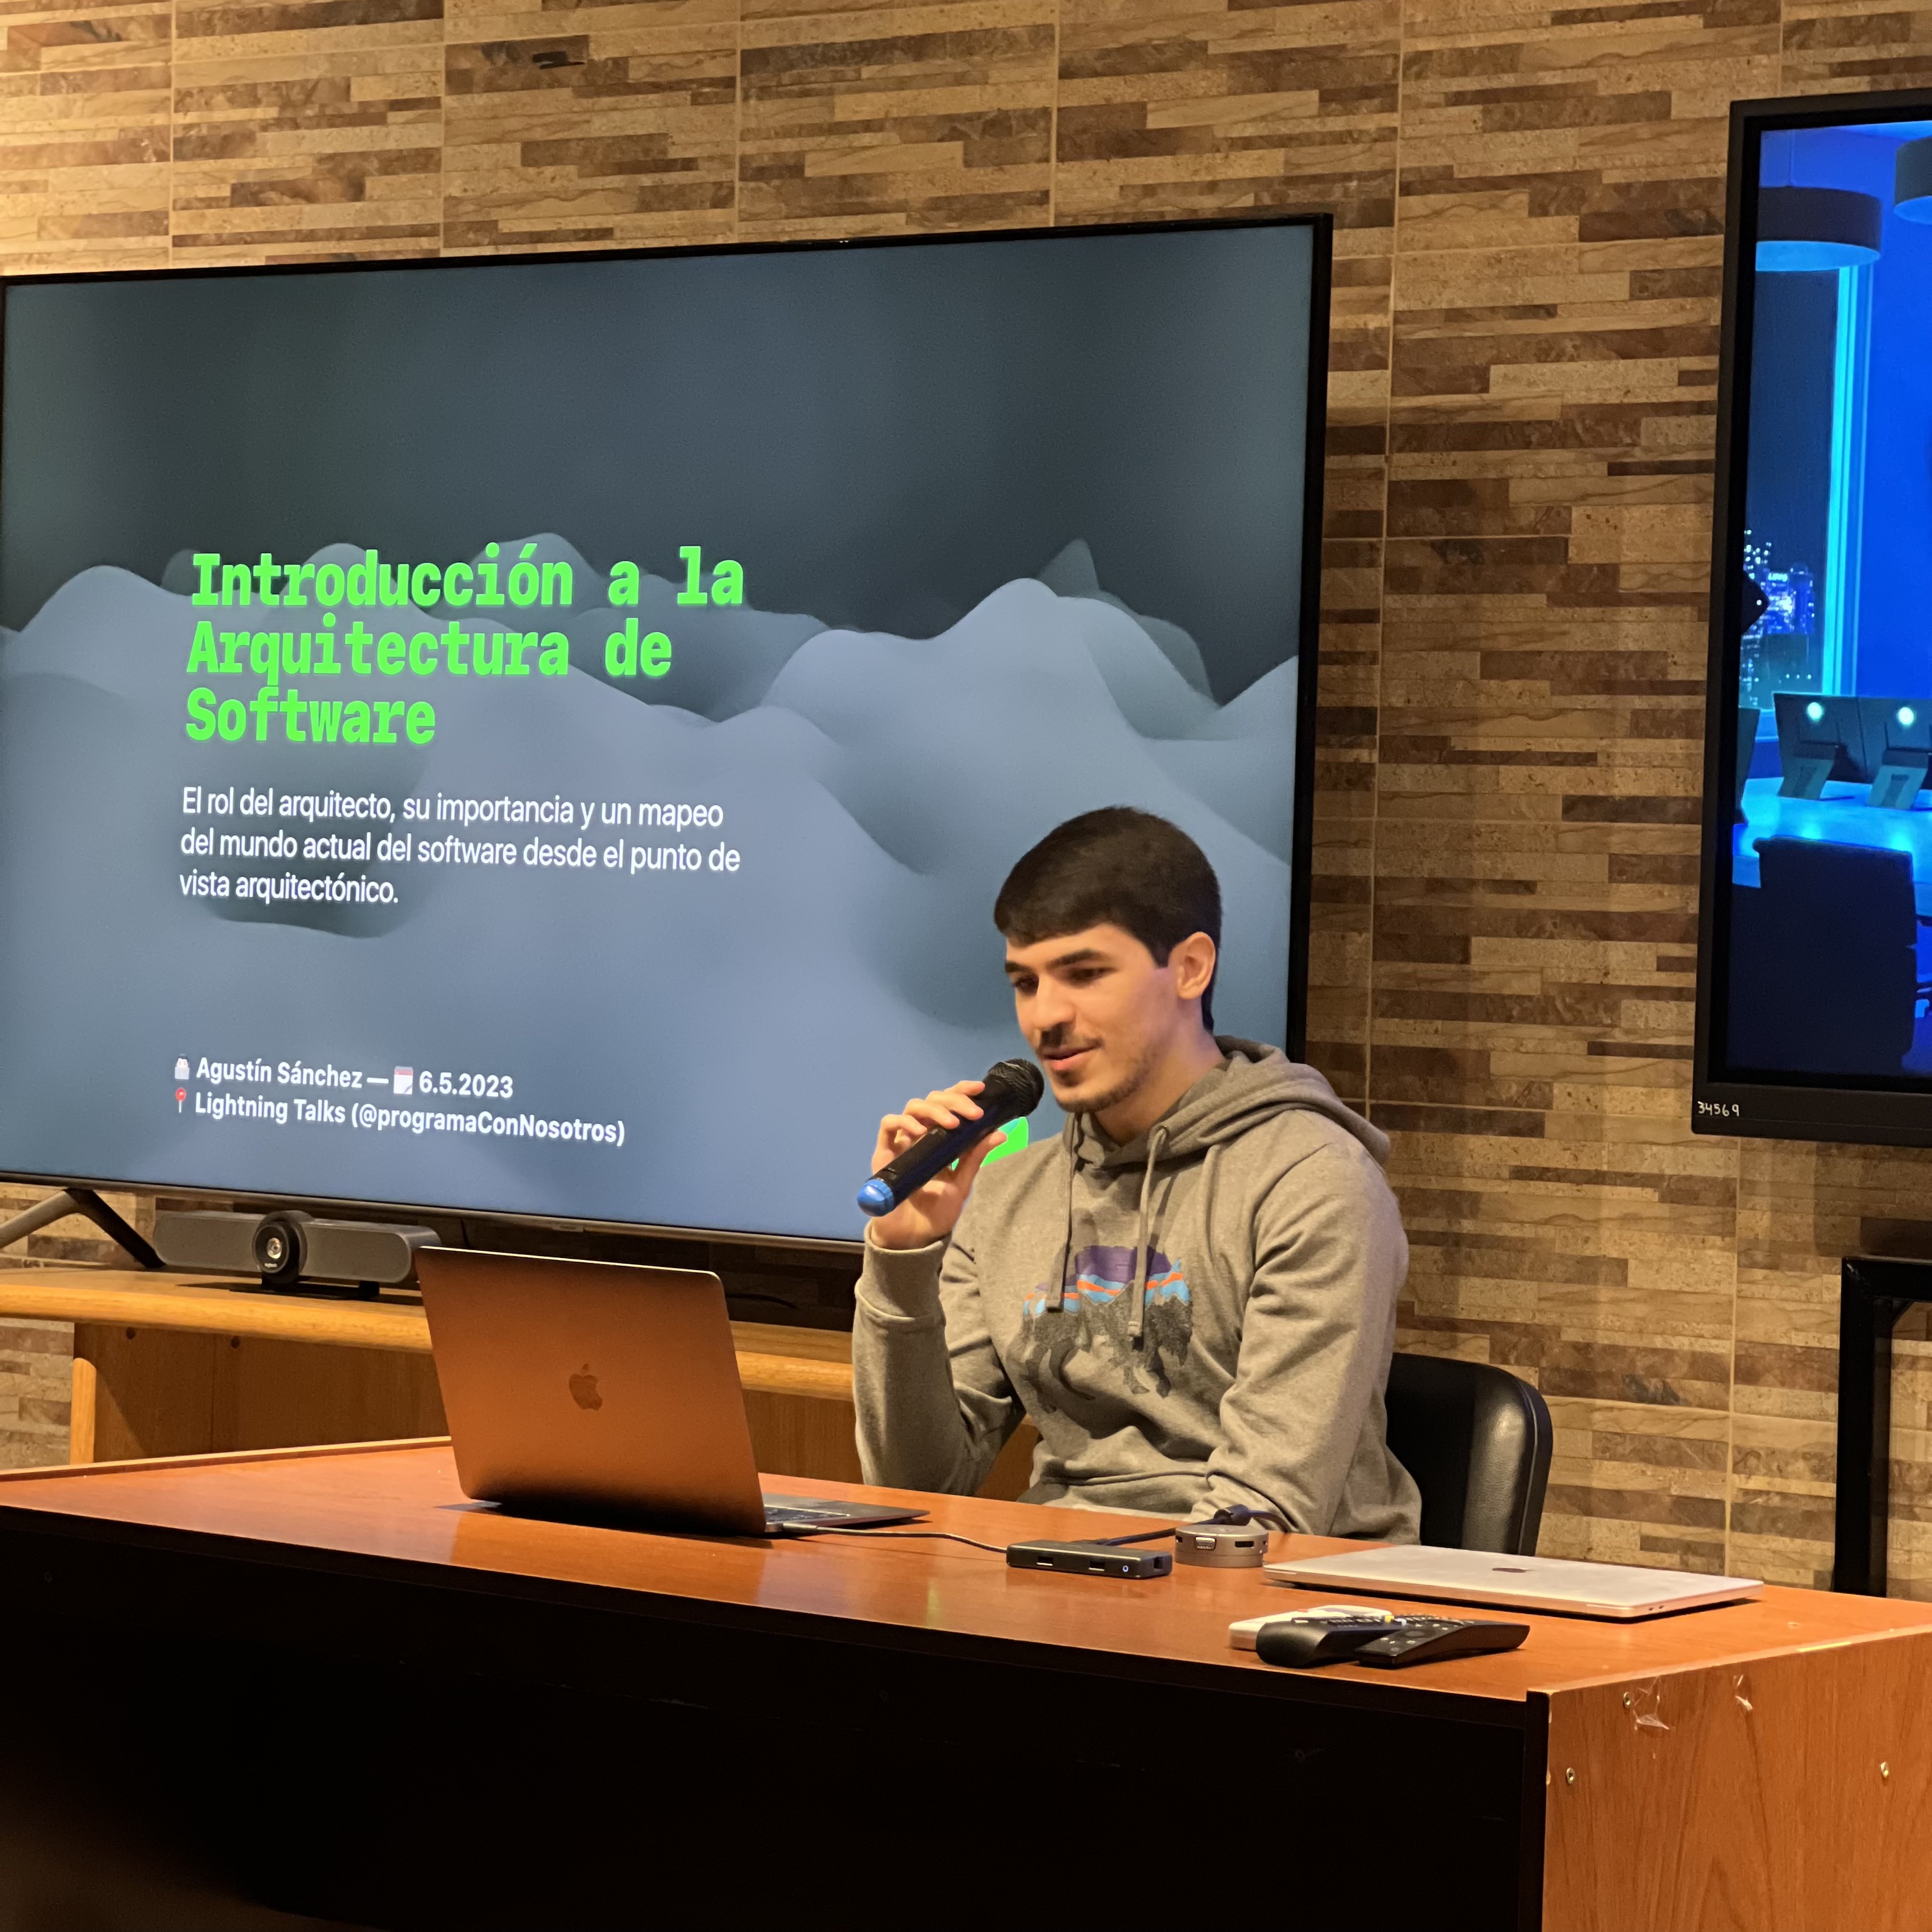 Introducción a la
Arquitectura de
Software
El rol del arquitecto, su importancia y un mapeo
del mundo actual del software desde el punto de
vista arquitectónico.
Agustín Sánchez — 6.5.2023
Lightning Talks (@programaConNosotros)
34569